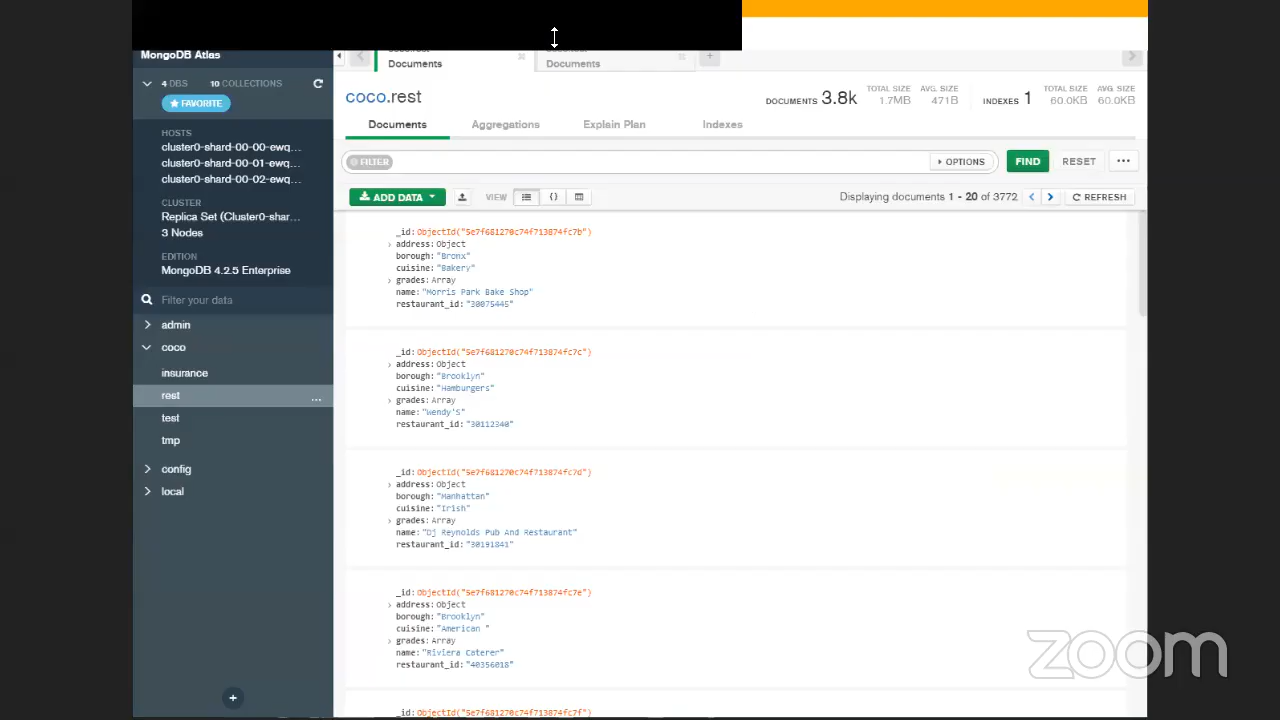 MongoDB Atlas
4 DBS 10 COLLECTIONS
FAVORITE
HOSTS
cluster0-shard-00-00-ewq...
cluster0-shard-00-01-ewq...
cluster0-shard-00-02-ewq...
CLUSTER
Replica Set (Cluster0-shar...
3 Nodes
EDITION
MongoDB 4.2.5 Enterprise
Filter your data
admin
coco
insurance
rest ...
test
tmp
config
local
+
Documents
Documents
+
coco.rest
DOCUMENTS 3.8k TOTAL SIZE 1.7MB AVG. SIZE 471B INDEXES 1 TOTAL SIZE 60.0KB AVG. SIZE 60.0KB
Documents Aggregations Explain Plan Indexes
FILTER OPTIONS FIND RESET ...
ADD DATA VIEW {} Displaying documents 1 - 20 of 3772 < > REFRESH
_id: ObjectId("5e7f681270c74f713874fc7b")
> address: Object
borough: "Bronx"
cuisine: "Bakery"
> grades: Array
name: "Morris Park Bake Shop"
restaurant_id: "30075445"
_id: ObjectId("5e7f681270c74f713874fc7c")
> address: Object
borough: "Brooklyn"
cuisine: "Hamburgers"
> grades: Array
name: "Wendy'S"
restaurant_id: "30112340"
_id: ObjectId("5e7f681270c74f713874fc7d")
> address: Object
borough: "Manhattan"
cuisine: "Irish"
> grades: Array
name: "Dj Reynolds Pub And Restaurant"
restaurant_id: "30191841"
_id: ObjectId("5e7f681270c74f713874fc7e")
> address: Object
borough: "Brooklyn"
cuisine: "American "
> grades: Array
name: "Riviera Caterer"
restaurant_id: "40356018"
_id: ObjectId("5e7f681270c74f713874fc7f")
zoom